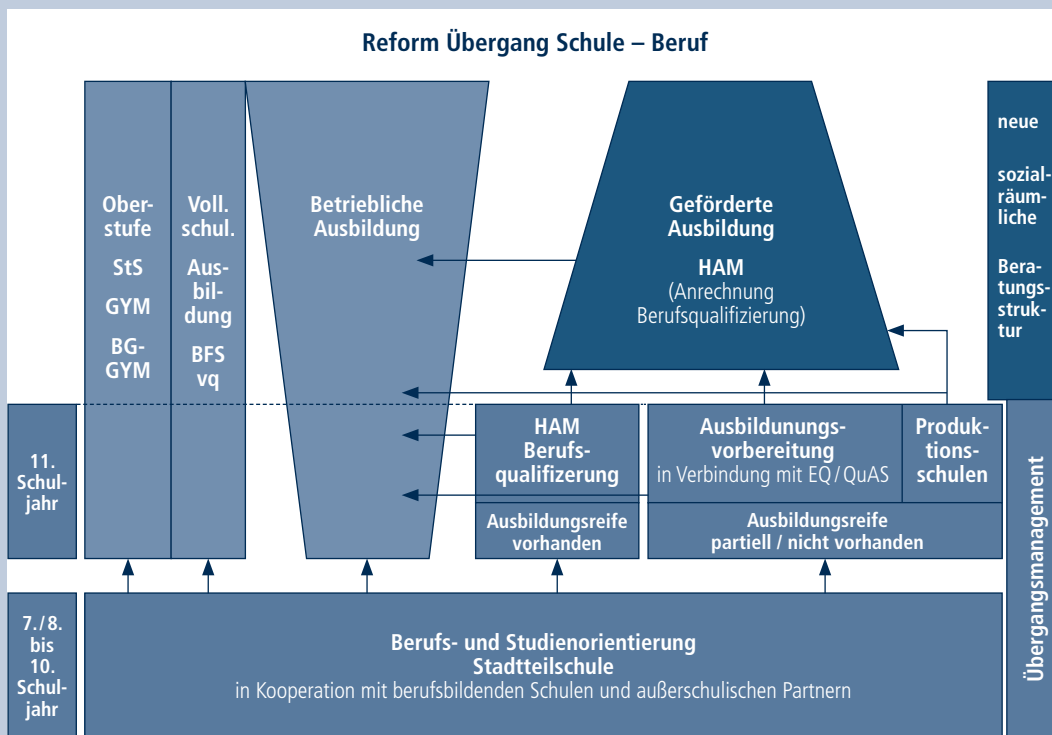 Reform Übergang Schule – Beruf
Ober-
stufe
StS
GYM
BG-
GYM
Voll.
schul.
Aus-
bil-
dung
BFS
vq
Betriebliche
Ausbildung
Geförderte
Ausbildung
HAM
(Anrechnung
Berufsqualifizierung)
neue
sozial-
räum-
liche
Bera-
tungs-
struk-
tur
11.
Schul-
jahr
HAM
Berufs-
qualifzierung
Ausbildungsreife
vorhanden
Ausbildunungs-
vorbereitung
in Verbindung mit EQ / QuAS
Produk-
tions-
schulen
Ausbildungsreife
partiell / nicht vorhanden
Übergangsmanagement
7./8.
bis
10.
Schul-
jahr
Berufs- und Studienorientierung
Stadtteilschule
in Kooperation mit berufsbildenden Schulen und außerschulischen Partnern